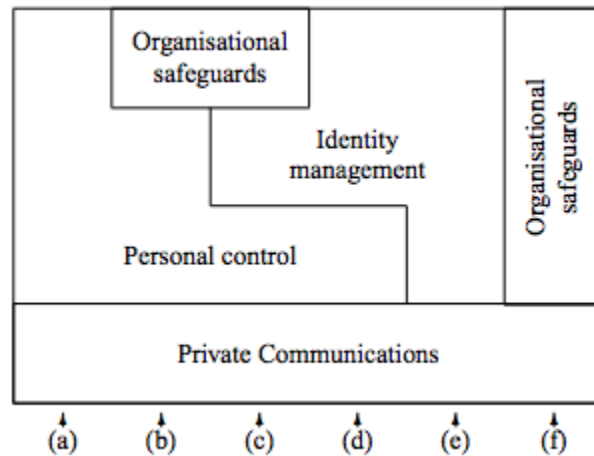 Organisational
safeguards
Identity
management
Organisational
safeguards
Personal control
Private Communications
(a) (b) (c) (d) (e) (f)